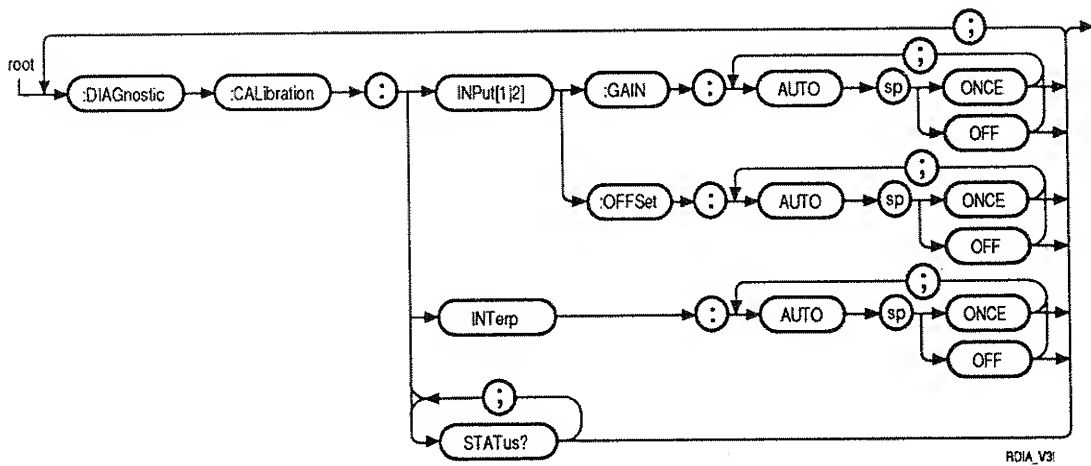 ;
root
:DIAGnostic :CALibration : INPut[1|2] :GAIN : AUTO sp ONCE
;
OFF
;
:OFFSet : AUTO sp ONCE
OFF
;
INTerp : AUTO sp ONCE
OFF
;
STATus?